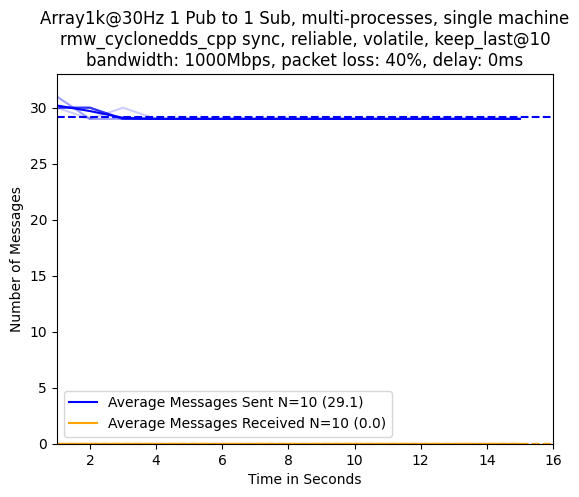 Array1k@30Hz 1 Pub to 1 Sub, multi-processes, single machine
rmw_cyclonedds_cpp sync, reliable, volatile, keep_last@10
bandwidth: 1000Mbps, packet loss: 40%, delay: 0ms
Number of Messages
30
25
20
15
10
5
0
Average Messages Sent N=10 (29.1)
Average Messages Received N=10 (0.0)
2 4 6 8 10 12 14 16
Time in Seconds